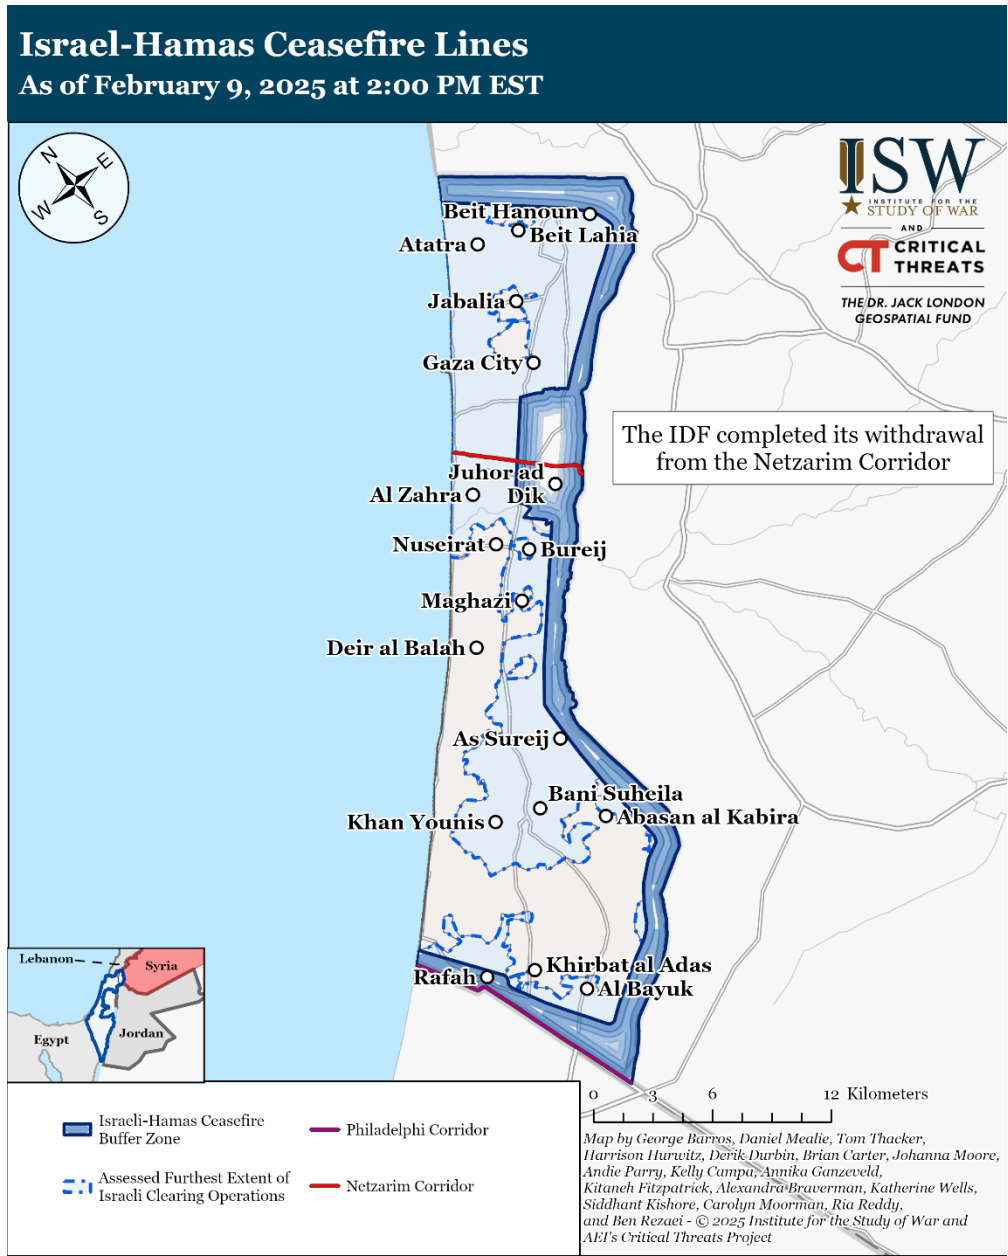 Israel-Hamas Ceasefire Lines
As of February 9, 2025 at 2:00 PM EST
N
E
W
S
ISW
INSTITUTE FOR THE
STUDY OF WAR
AND
CT CRITICAL
THREATS
THE DR. JACK LONDON
GEOSPATIAL FUND
Beit Hanoun
Beit Lahia
Atatra
Jabalia
Gaza City
The IDF completed its withdrawal
from the Netzarim Corridor
Juhor ad
Dik
Al Zahra
Nuseirat
Bureij
Maghazi
Deir al Balah
As Sureij
Bani Suheila
Khan Younis
Abasan al Kabira
Khirbat al Adas
Rafah
Al Bayuk
Lebanon
Syria
Egypt
Jordan
0 3 6 12 Kilometers
Israeli-Hamas Ceasefire
Buffer Zone
Assessed Furthest Extent of
Israeli Clearing Operations
Philadelphi Corridor
Netzarim Corridor
Map by George Barros, Daniel Mealie, Tom Thacker,
Harrison Hurwitz, Derik Durbin, Brian Carter, Johanna Moore,
Andie Parry, Kelly Campa, Annika Ganzeveld,
Kitaneh Fitzpatrick, Alexandra Braverman, Katherine Wells,
Siddhant Kishore, Carolyn Moorman, Ria Reddy,
and Ben Rezaei - © 2025 Institute for the Study of War and
AEI's Critical Threats Project